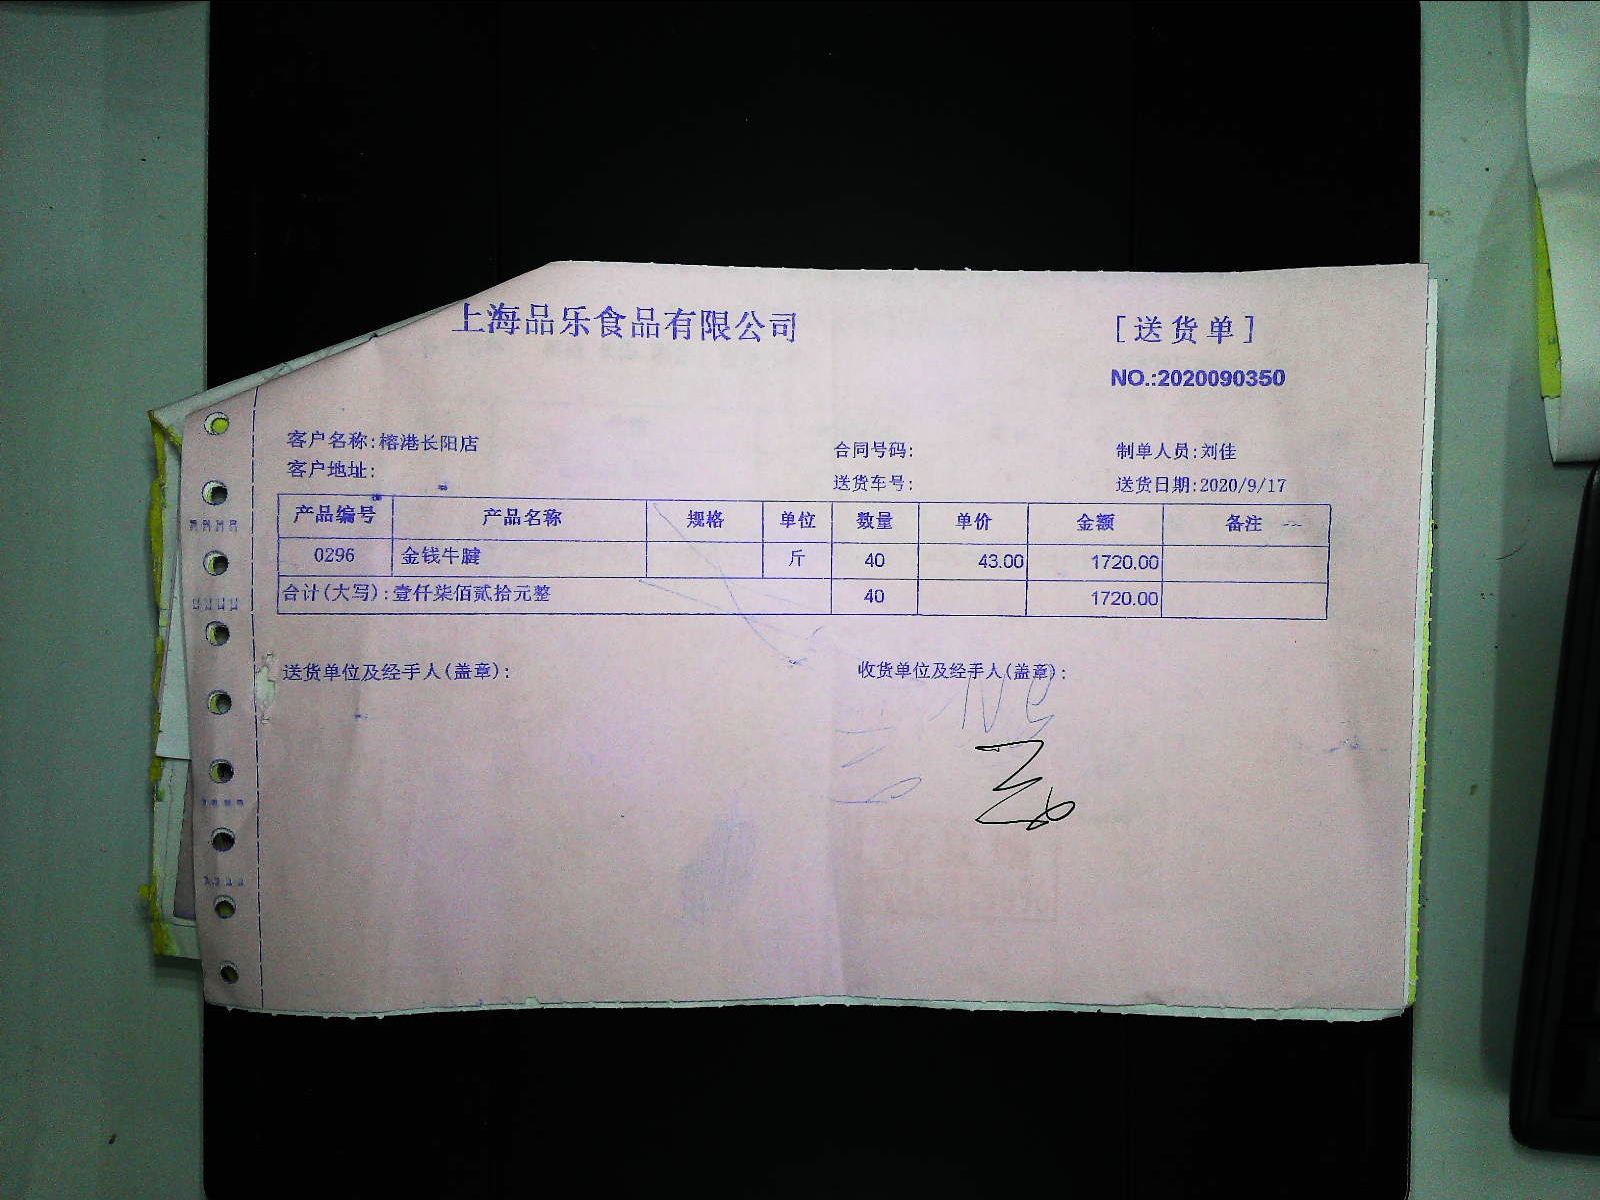 上海品乐食品有限公司
[送货单]
NO.:2020090350
客户名称:榕港长阳店
合同号码:
制单人员:刘佳
客户地址:
送货车号:
送货日期:2020/9/17
产品编号 产品名称 规格 单位 数量 单价 金额 备注
0296 金钱牛腱 斤 40 43.00 1720.00
合计(大写):壹仟柒佰贰拾元整 40 1720.00
送货单位及经手人(盖章):
收货单位及经手人(盖章):